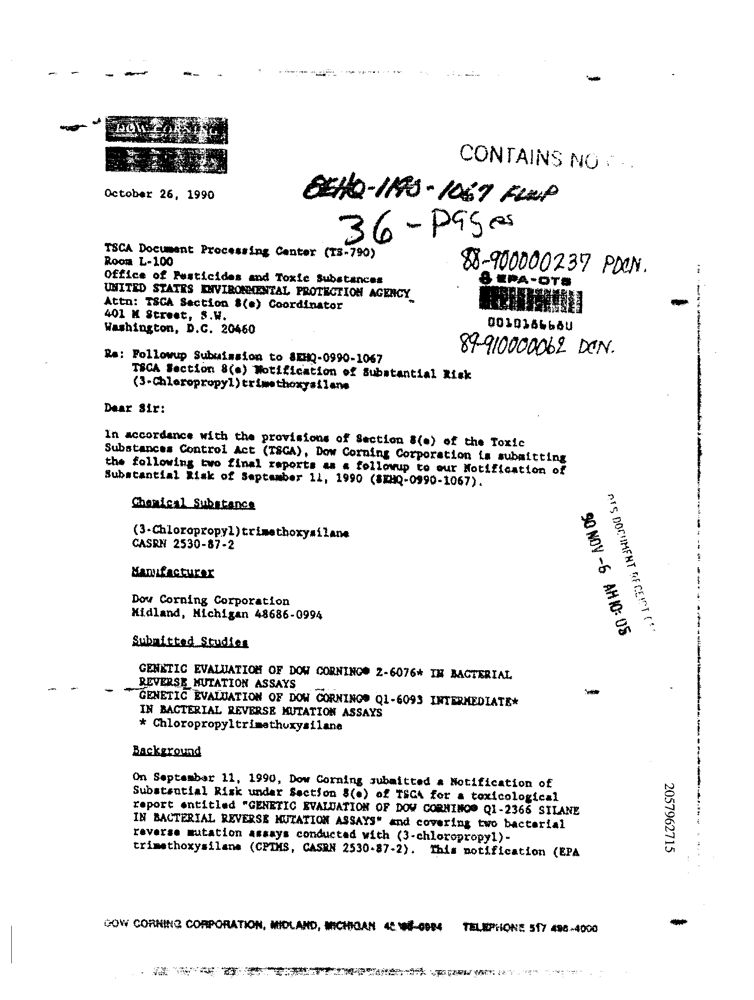 DOW CORNING
CONTAINS NO
October 26, 1990
8EHQ-1190-1067 FLWP
36-Pages
TSCA Document Processing Center (TS-790)
Room L-100
Office of Pesticides and Toxic Substances
UNITED STATES ENVIRONMENTAL PROTECTION AGENCY
Attn: TSCA Section 8(e) Coordinator
401 M Street, S.W.
Washington, D.C. 20460
88-900000237 PDCN.
EPA-OTS
89-910000062 DCN.
Re: Followup Submission to 8EHQ-0990-1067
TSCA Section 8(e) Notification of Substantial Risk
(3-Chloropropyl)trimethoxysilane
Dear Sir:
In accordance with the provisions of Section 8(e) of the Toxic
Substances Control Act (TSCA), Dow Corning Corporation is submitting
the following two final reports as a followup to our Notification of
Substantial Risk of September 11, 1990 (8EHQ-0990-1067).
Chemical Substance
(3-Chloropropyl)trimethoxysilane
CASRN 2530-87-2
Manufacturer
Dow Corning Corporation
Midland, Michigan 48686-0994
OTS DOCUMENT RECEIPT
90 NOV -6 AM 10: 05
Submitted Studies
GENETIC EVALUATION OF DOW CORNING® Z-6076* IN BACTERIAL
REVERSE MUTATION ASSAYS
GENETIC EVALUATION OF DOW CORNING® Q1-6093 INTERMEDIATE*
IN BACTERIAL REVERSE MUTATION ASSAYS
* Chloropropyltrimethoxysilane
Background
On September 11, 1990, Dow Corning submitted a Notification of
Substantial Risk under Section 8(e) of TSCA for a toxicological
report entitled "GENETIC EVALUATION OF DOW CORNING® Q1-2366 SILANE
IN BACTERIAL REVERSE MUTATION ASSAYS" and covering two bacterial
reverse mutation assays conducted with (3-chloropropyl)-
trimethoxysilane (CPTMS, CASRN 2530-87-2). This notification (EPA
2057962715
DOW CORNING CORPORATION, MIDLAND, MICHIGAN 48686-0994 TELEPHONE 517 496-4000